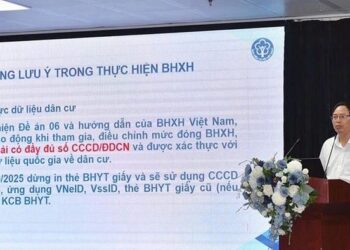 NG LƯU Ý TRONG THỰC HIỆN BHXH
ực dữ liệu dân cư
hiện Đề án 06 và hướng dẫn của BHXH Việt Nam,
o động khi tham gia, điều chỉnh mức đóng BHXH,
ải có đầy đủ số CCCD/ĐDCN và được xác thực với
ữ liệu quốc gia về dân cư.
/2025 dừng in thẻ BHYT giấy và sẽ sử dụng CCCD
, ứng dụng VNeID, VssID, thẻ BHYT giấy cũ (nếu
KCB BHYT.